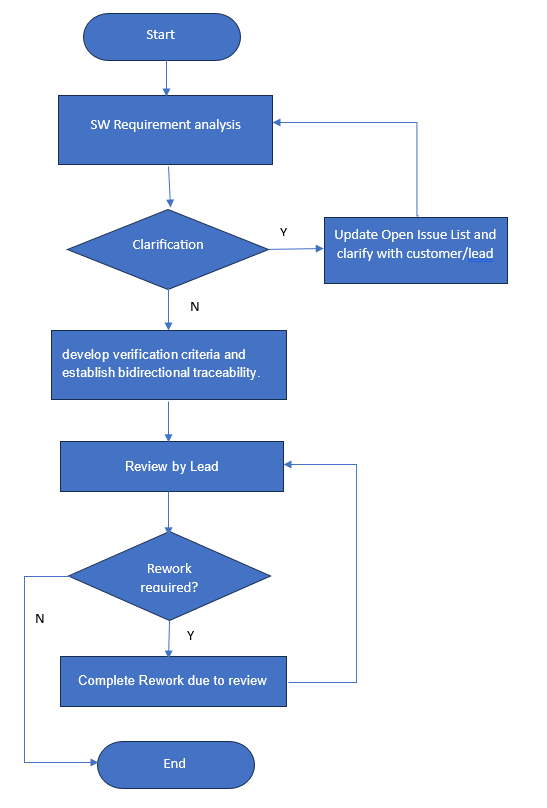 Start
SW Requirement analysis
Clarification
Y
Update Open Issue List and
clarify with customer/lead
N
develop verification criteria and
establish bidirectional traceability.
Review by Lead
Rework
required?
N
Y
Complete Rework due to review
End